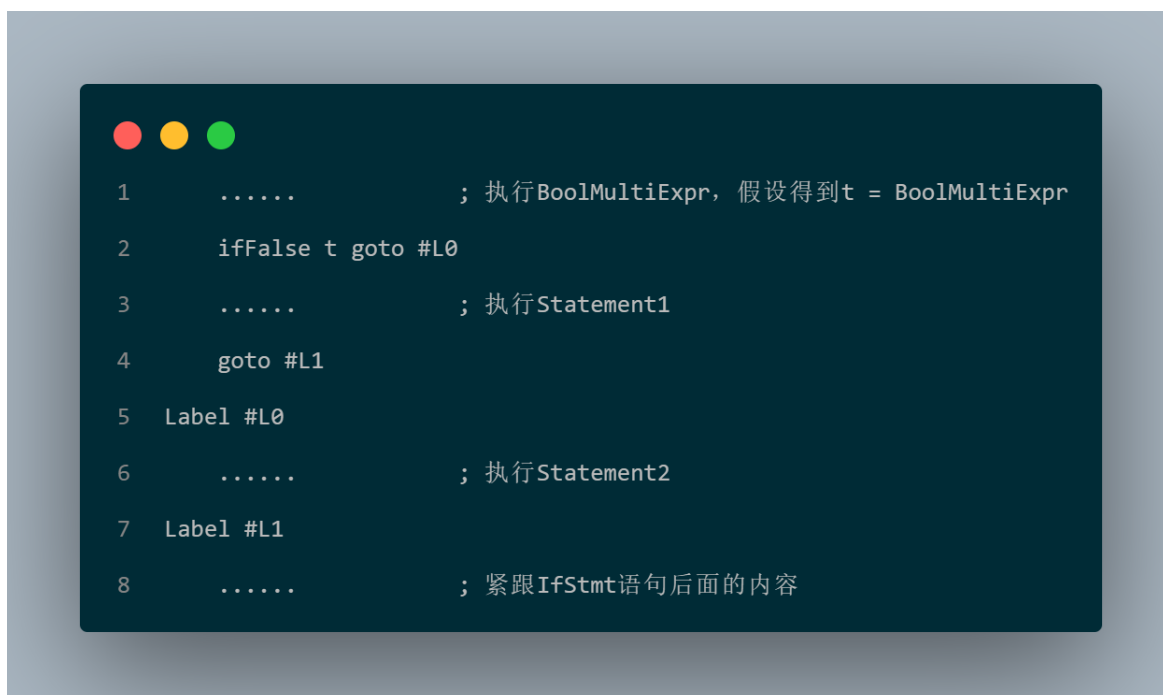 1 ...... ; 执行BoolMultiExpr，假设得到t = BoolMultiExpr
2 ifFalse t goto #L0
3 ...... ; 执行Statement1
4 goto #L1
5 Label #L0
6 ...... ; 执行Statement2
7 Label #L1
8 ...... ; 紧跟IfStmt语句后面的内容